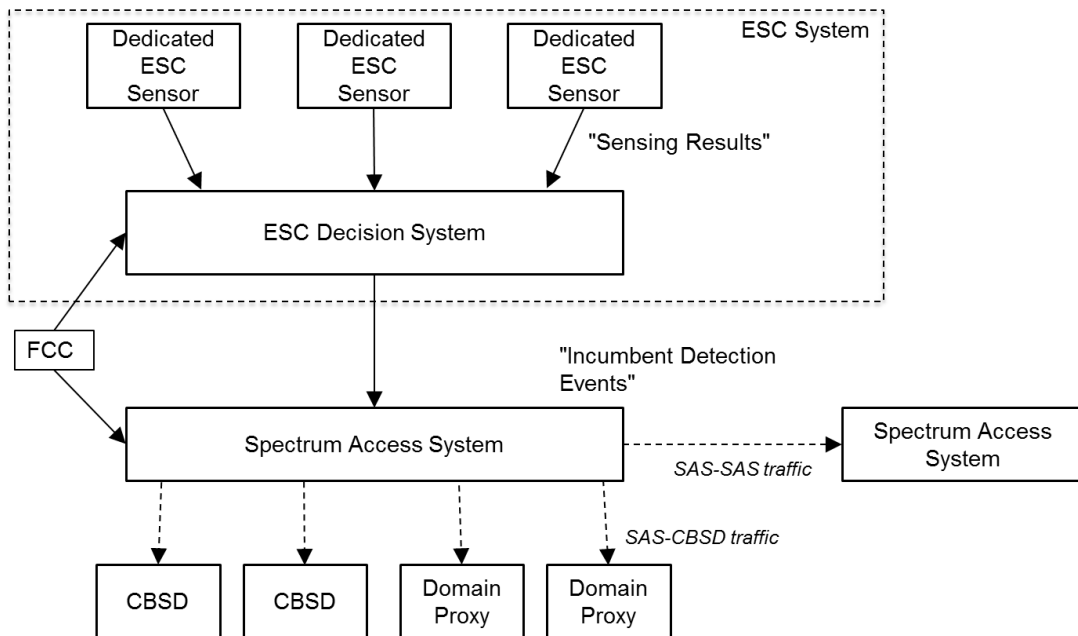 ESC System
Dedicated
ESC
Sensor
Dedicated
ESC
Sensor
Dedicated
ESC
Sensor
"Sensing Results"
ESC Decision System
FCC
"Incumbent Detection
Events"
Spectrum Access System
Spectrum Access
System
SAS-SAS traffic
SAS-CBSD traffic
CBSD
CBSD
Domain
Proxy
Domain
Proxy